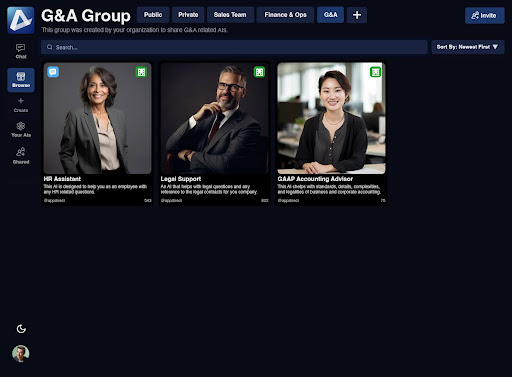 G&A Group
Public
Private
Sales Team
Finance & Ops
G&A
+
Invite
This group was created by your organization to share G&A related AIs.
Search...
Sort By: Newest First ▼
Chat
Browse
Create
Your AIs
Shared
HR Assistant
This AI is designed to help you as an employee with
any HR related questions.
@appdirect
543
Legal Support
An AI that helps with legal questions and any
reference to the legal contracts for you company.
@appdirect
GAAP Accounting Advisor
This AI chelps with standards, details, complexities,
and legalities of business and corporate accounting.
@appdirect